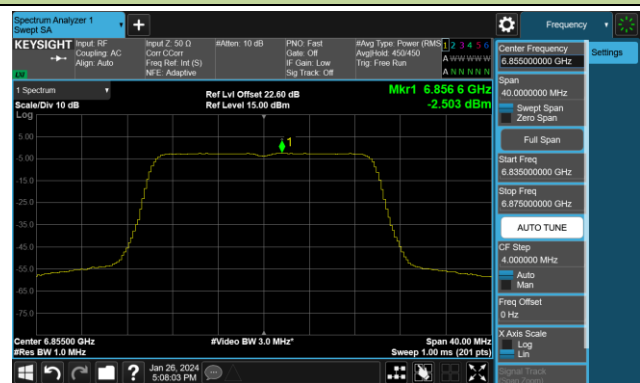 Spectrum Analyzer 1
Swept SA
Frequency
KEYSIGHT
Input: RF
Coupling: AC
Align: Auto
Input Z: 50 Ω
Corr CCorr
Freq Ref: Int (S)
NFE: Adaptive
#Atten: 10 dB
PNO: Fast
Gate: Off
IF Gain: Low
Sig Track: Off
#Avg Type: Power (RMS
Avg|Hold: 450/450
Trig: Free Run
1 2 3 4 5 6
A W W W W W
A N N N N N
LXI
1 Spectrum
Scale/Div 10 dB
Log
Ref Lvl Offset 22.60 dB
Ref Level 15.00 dBm
Mkr1 6.856 6 GHz
-2.503 dBm
1
5.00
-5.00
-15.0
-25.0
-35.0
-45.0
-55.0
-65.0
-75.0
Center 6.85500 GHz
#Res BW 1.0 MHz
#Video BW 3.0 MHz*
Span 40.00 MHz
Sweep 1.00 ms (201 pts)
Center Frequency
6.855000000 GHz
Settings
Span
40.0000000 MHz
Swept Span
Zero Span
Full Span
Start Freq
6.835000000 GHz
Stop Freq
6.875000000 GHz
AUTO TUNE
CF Step
4.000000 MHz
Auto
Man
Freq Offset
0 Hz
X Axis Scale
Log
Lin
Signal Track
(Span Zoom)
?
Jan 26, 2024
5:08:03 PM